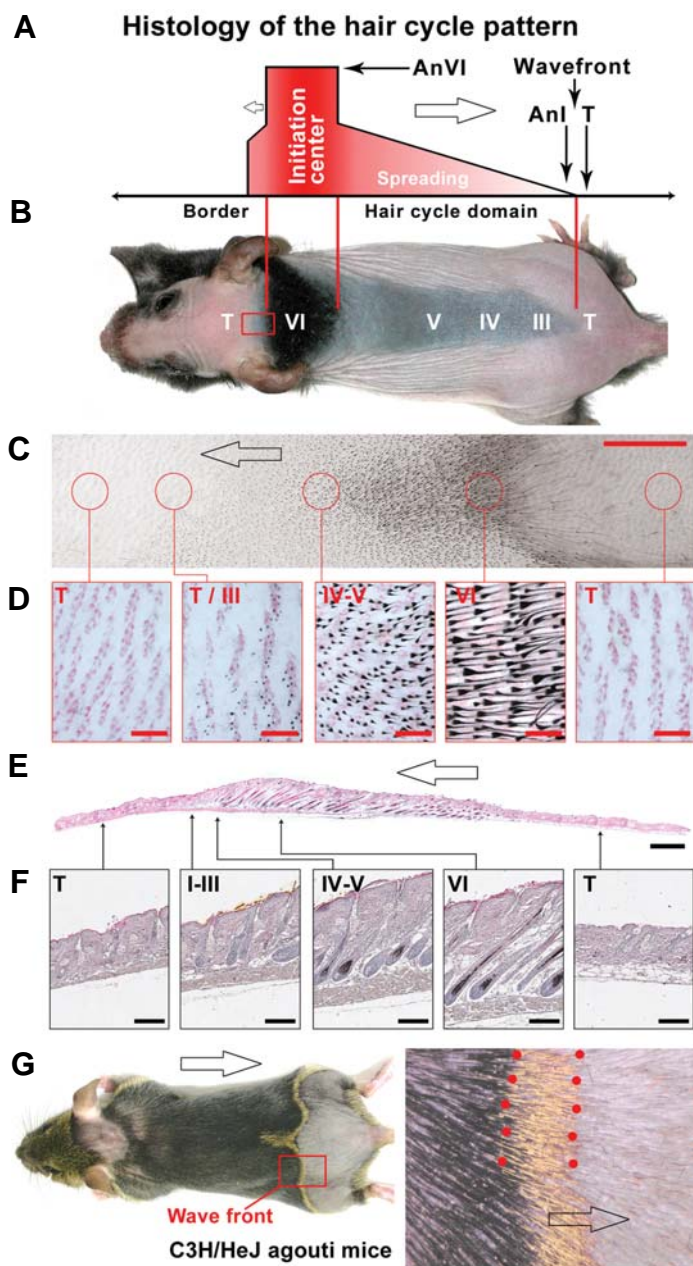 A
Histology of the hair cycle pattern
AnVI
Wavefront
AnI T
Initiation
center
Spreading
B
Border
Hair cycle domain
T VI V IV III T
C
D
T T / III IV-V VI T
E
F
T I-III IV-V VI T
G
Wave front
C3H/HeJ agouti mice